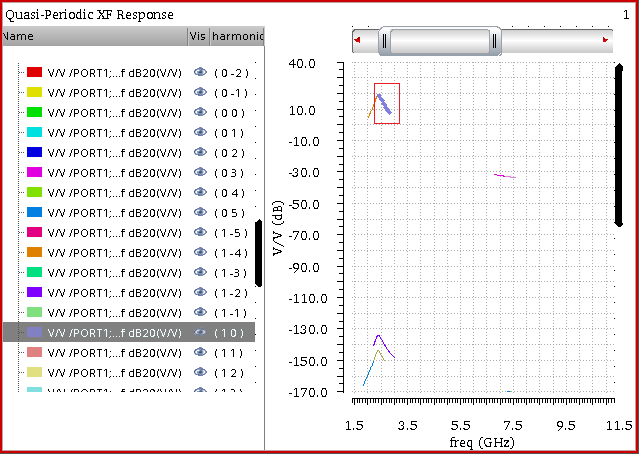 Quasi-Periodic XF Response 1
Name Vis harmonic
V/V /PORT1;...f dB20(V/V) ( 0 -2 )
V/V /PORT1;...f dB20(V/V) ( 0 -1 )
V/V /PORT1;...f dB20(V/V) ( 0 0 )
V/V /PORT1;...f dB20(V/V) ( 0 1 )
V/V /PORT1;...f dB20(V/V) ( 0 2 )
V/V /PORT1;...f dB20(V/V) ( 0 3 )
V/V /PORT1;...f dB20(V/V) ( 0 4 )
V/V /PORT1;...f dB20(V/V) ( 0 5 )
V/V /PORT1;...f dB20(V/V) ( 1 -5 )
V/V /PORT1;...f dB20(V/V) ( 1 -4 )
V/V /PORT1;...f dB20(V/V) ( 1 -3 )
V/V /PORT1;...f dB20(V/V) ( 1 -2 )
V/V /PORT1;...f dB20(V/V) ( 1 -1 )
V/V /PORT1;...f dB20(V/V) ( 1 0 )
V/V /PORT1;...f dB20(V/V) ( 1 1 )
V/V /PORT1;...f dB20(V/V) ( 1 2 )
40.0
10.0
-10.0
-30.0
-50.0
-70.0
-90.0
-110.0
-130.0
-150.0
-170.0
V/V (dB)
1.5 3.5 5.5 7.5 9.5 11.5
freq (GHz)